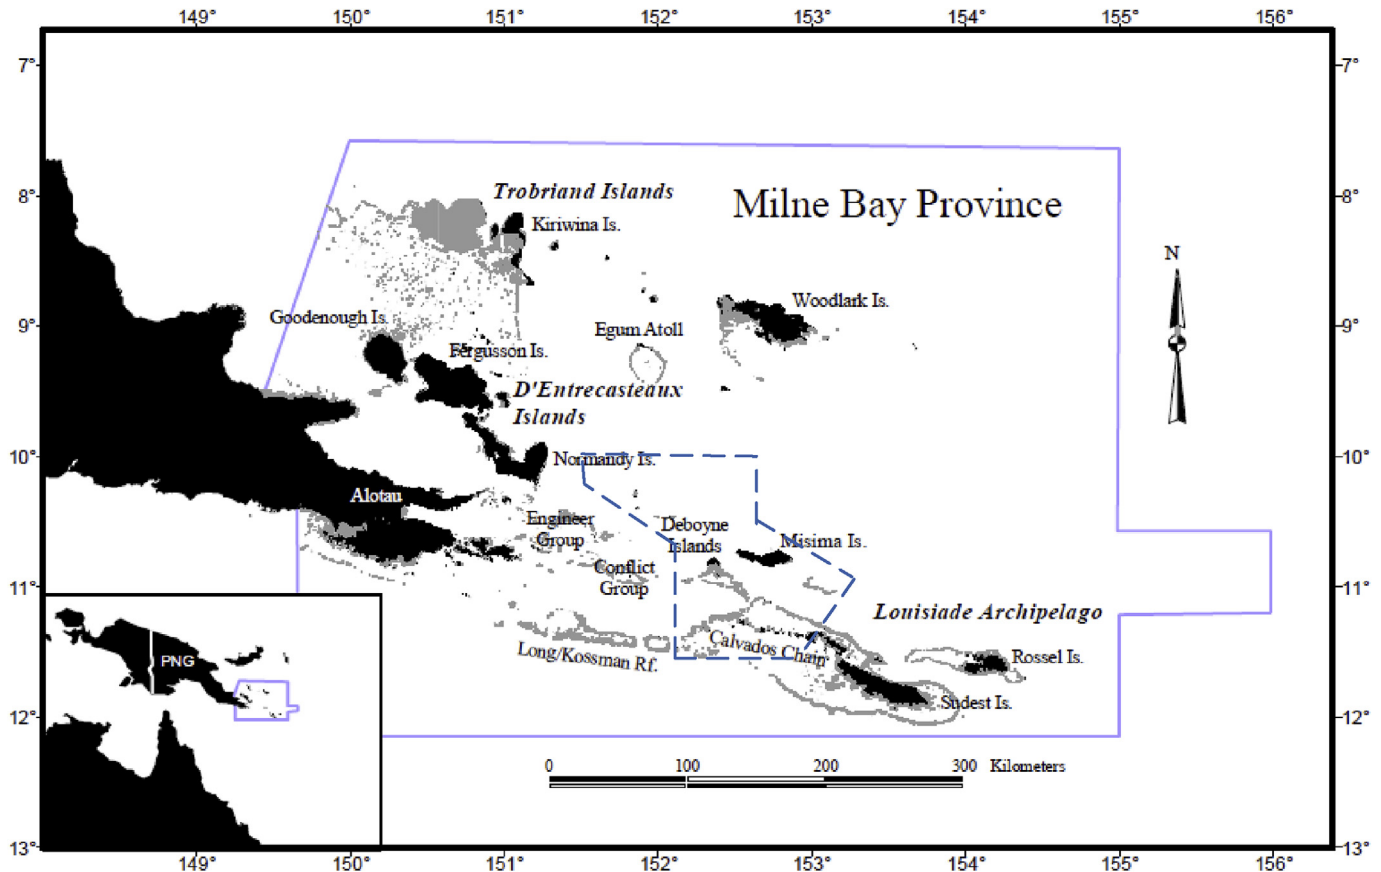 149° 150° 151° 152° 153° 154° 155° 156°
7° 7°
8° 8°
Trobriand Islands
Milne Bay Province
Kiriwina Is.
N
Woodlark Is.
Goodenough Is.
9° 9°
Egum Atoll
Fergusson Is.
D'Entrecasteaux
Islands
10° 10°
Normandy Is.
Alotau
Engineer
Group
Deboyne
Islands
Misima Is.
Conflict
Group
11° 11°
Louisiade Archipelago
Calvados Chain
Long/Kossman Rf.
Rossel Is.
PNG
Sudest Is.
12° 12°
0 100 200 300 Kilometers
13° 13°
149° 150° 151° 152° 153° 154° 155° 156°